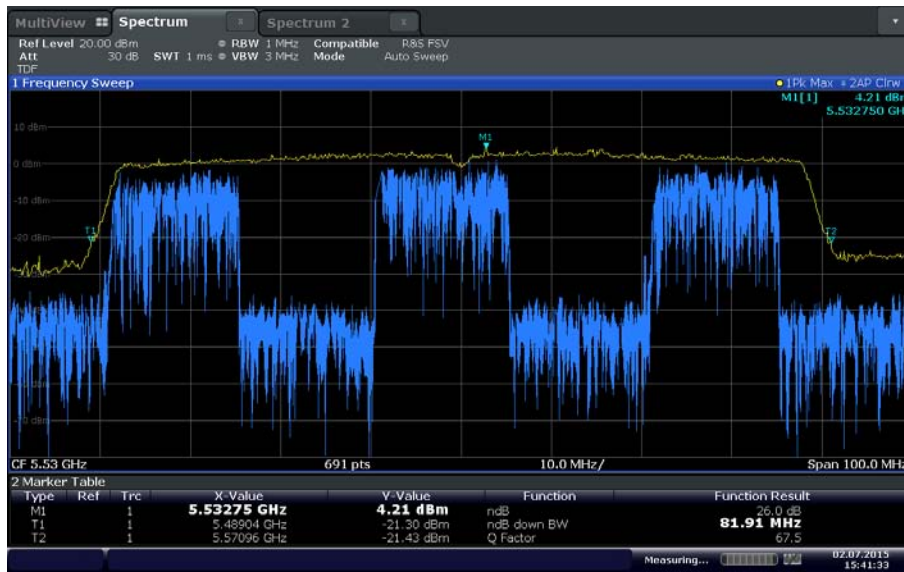 MultiView Spectrum x Spectrum 2 x
Ref Level 20.00 dBm RBW 1 MHz Compatible R&S FSV
Att 30 dB SWT 1 ms VBW 3 MHz Mode Auto Sweep
TDF
1 Frequency Sweep 1Pk Max 2AP Clrw
M1[1] 4.21 dBm
5.532750 GH
10 dBm
M1
0 dBm
-10 dBm
T1 T2
-20 dBm
CF 5.53 GHz 691 pts 10.0 MHz/ Span 100.0 MHz
2 Marker Table
Type Ref Trc X-Value Y-Value Function Function Result
M1 1 5.53275 GHz 4.21 dBm ndB 26.0 dB
T1 1 5.48904 GHz -21.30 dBm ndB down BW 81.91 MHz
T2 1 5.57096 GHz -21.43 dBm Q Factor 67.5
Measuring... 02.07.2015
15:41:33